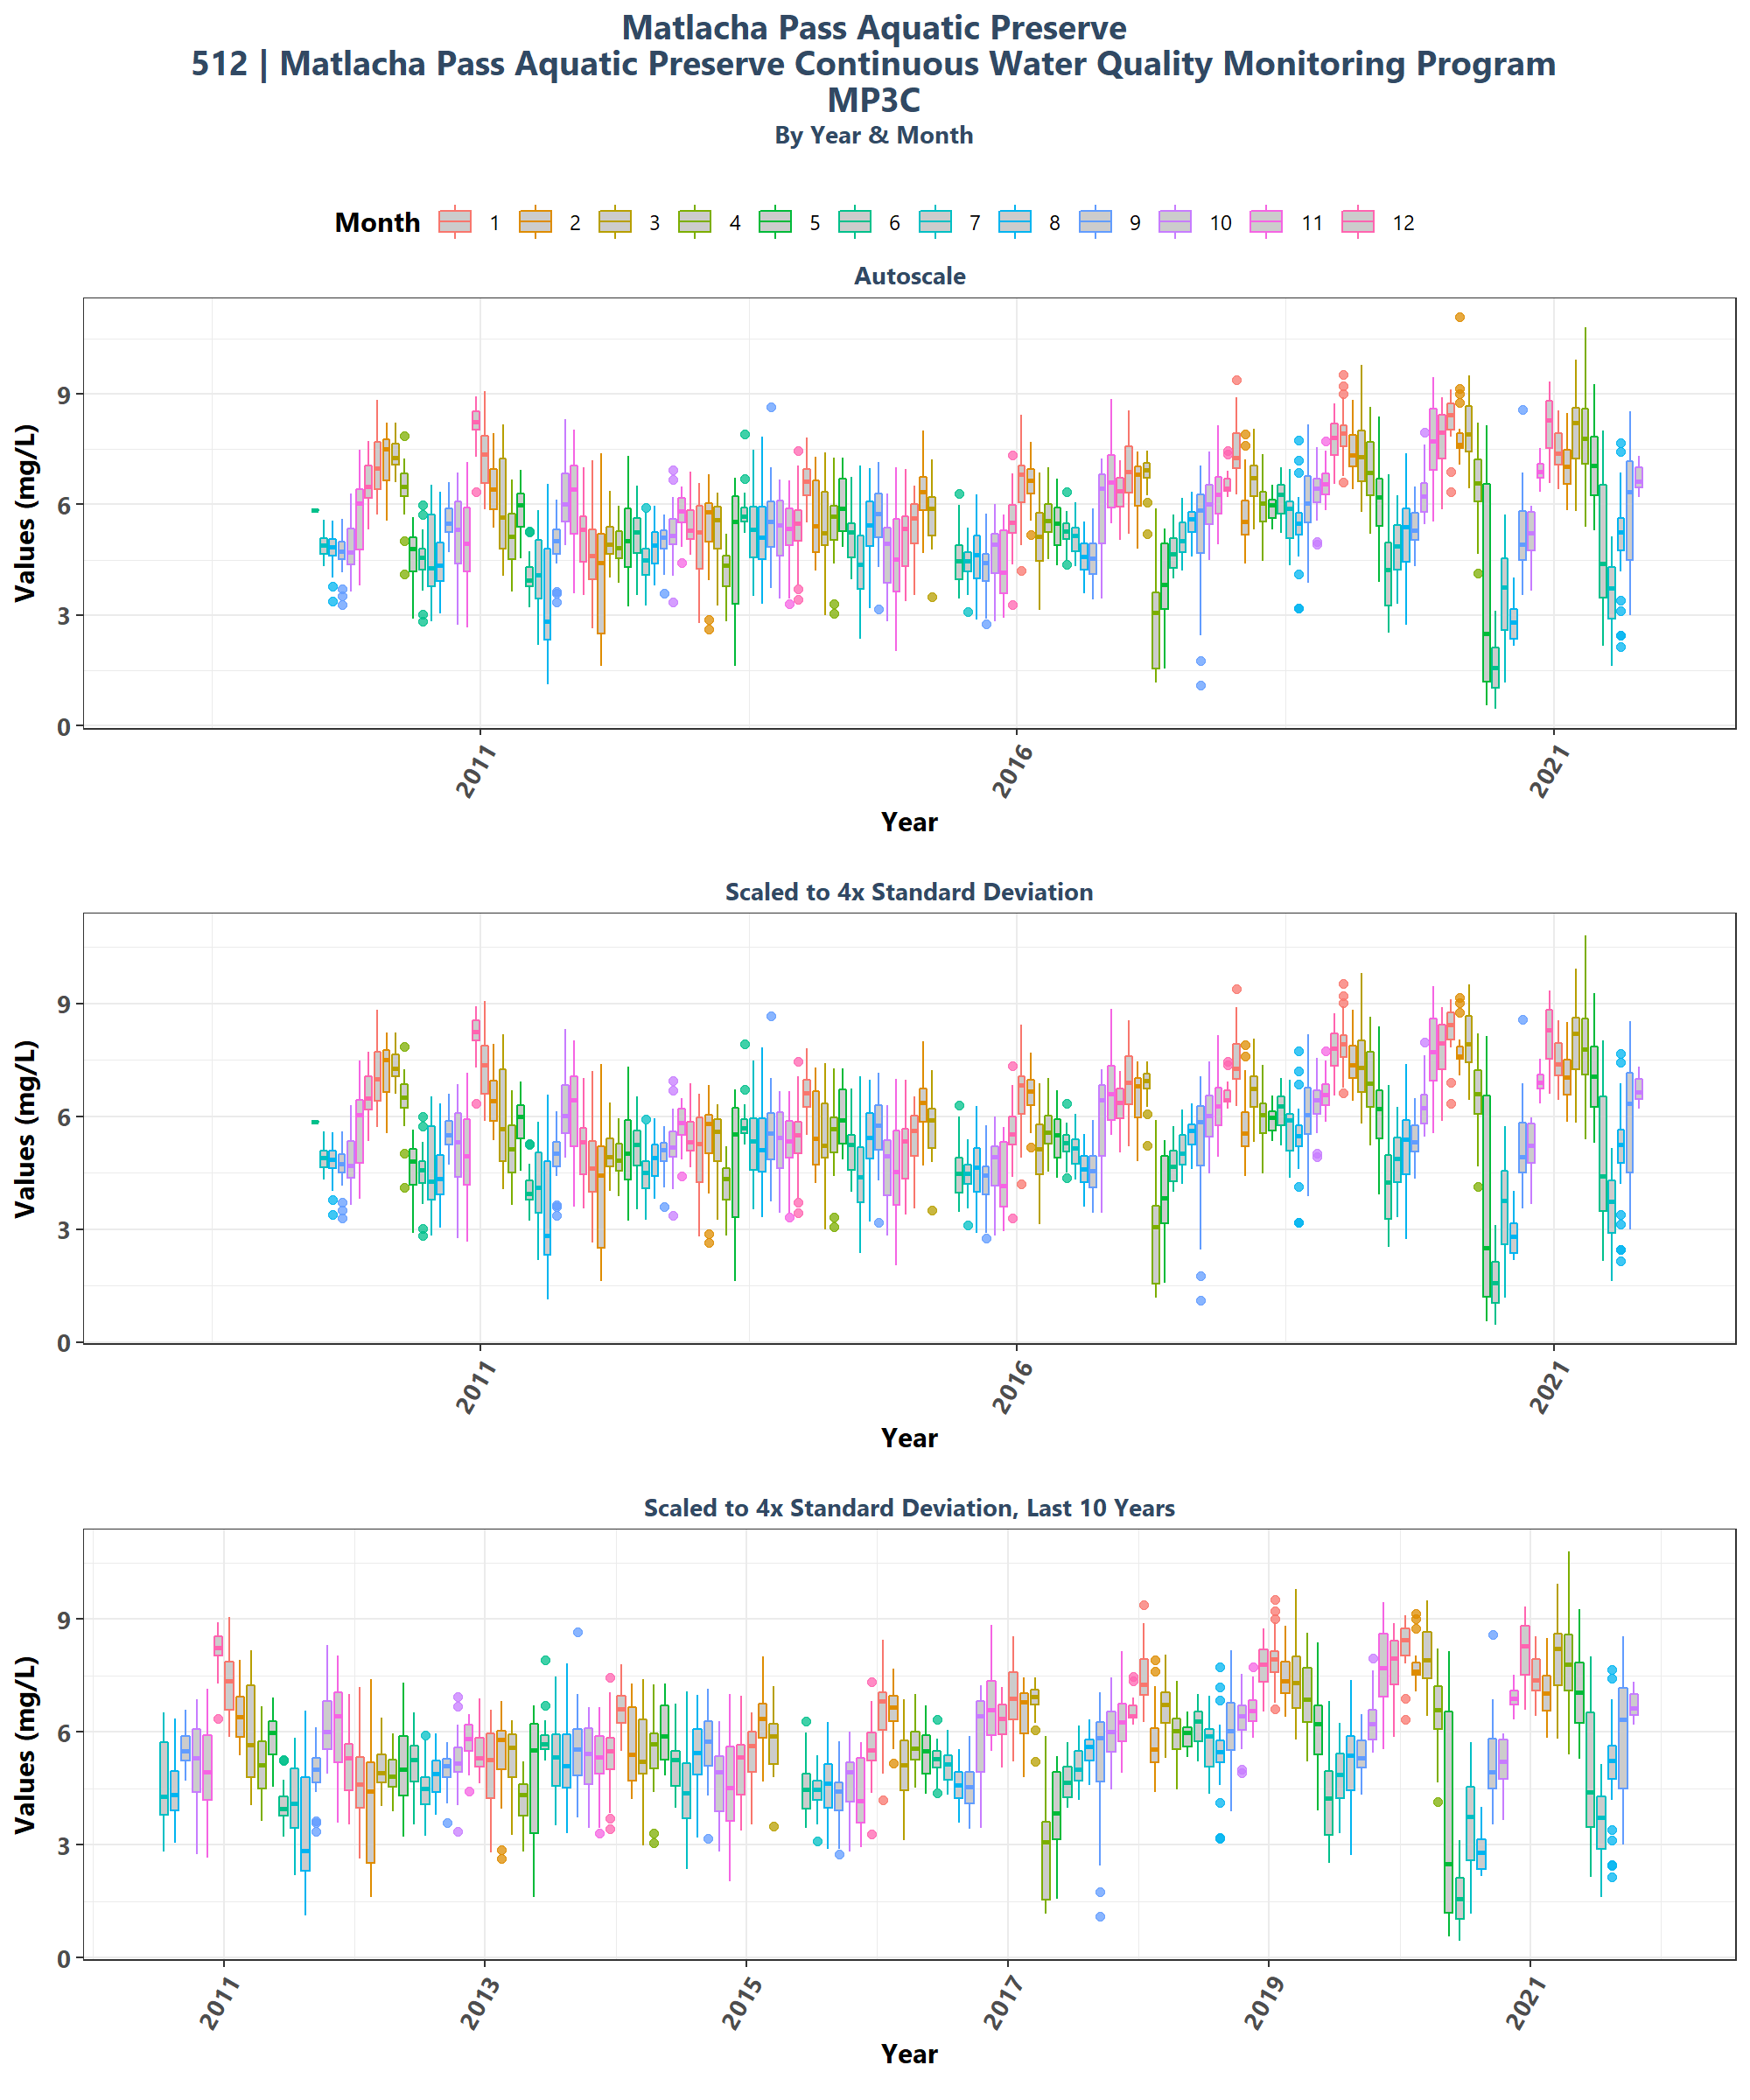 Matlacha Pass Aquatic Preserve
512 | Matlacha Pass Aquatic Preserve Continuous Water Quality Monitoring Program
MP3C
By Year & Month
Month 1 2 3 4 5 6 7 8 9 10 11 12
Autoscale
Values (mg/L)
9
6
3
0
2011 2016 2021
Year
Scaled to 4x Standard Deviation
Values (mg/L)
9
6
3
0
2011 2016 2021
Year
Scaled to 4x Standard Deviation, Last 10 Years
Values (mg/L)
9
6
3
0
2011 2013 2015 2017 2019 2021
Year